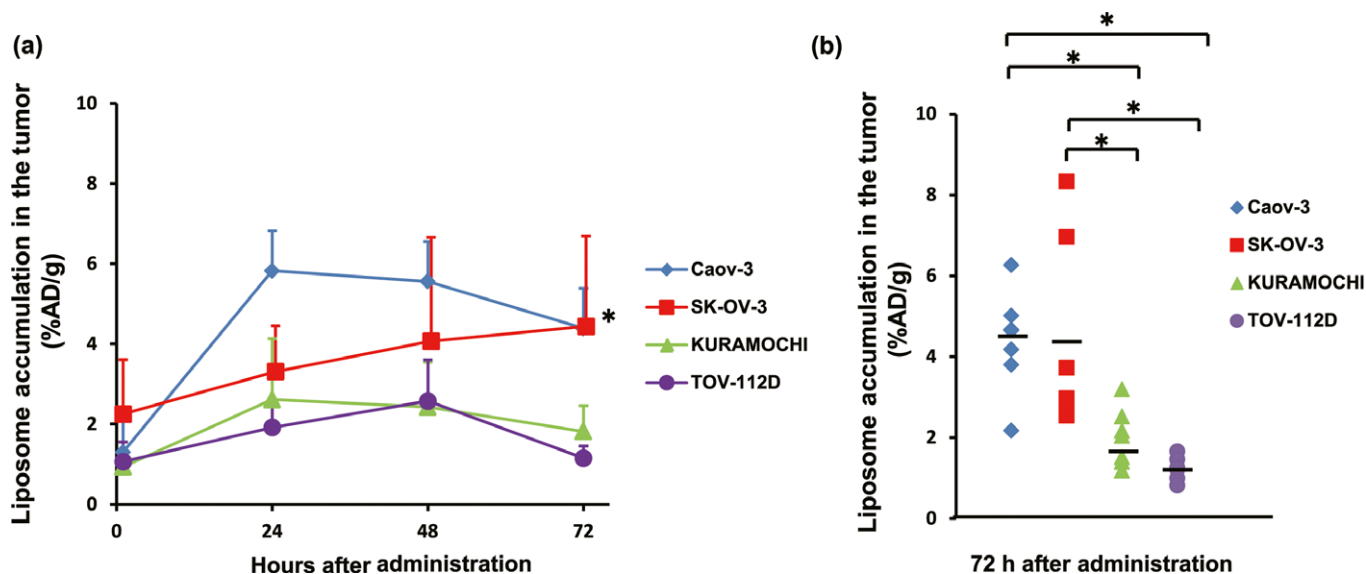 (a)
Liposome accumulation in the tumor
(%AD/g)
10
8
6
4
2
0
0
24
48
72
Hours after administration
*
Caov-3
SK-OV-3
KURAMOCHI
TOV-112D
(b)
Liposome accumulation in the tumor
(%AD/g)
10
8
6
4
2
0
*
*
*
*
72 h after administration
Caov-3
SK-OV-3
KURAMOCHI
TOV-112D